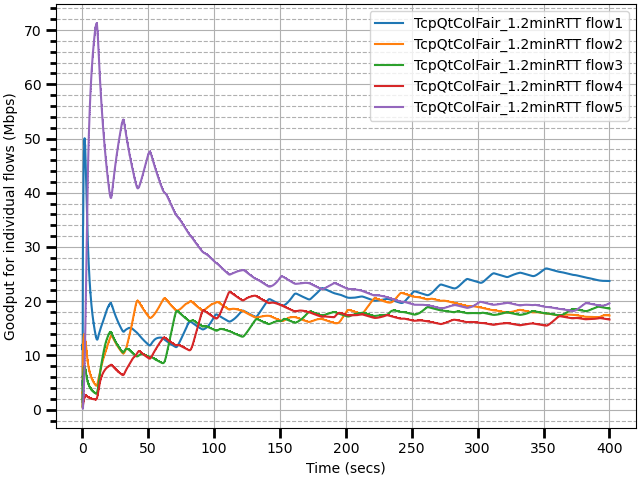 TcpQtColFair_1.2minRTT flow1
TcpQtColFair_1.2minRTT flow2
TcpQtColFair_1.2minRTT flow3
TcpQtColFair_1.2minRTT flow4
TcpQtColFair_1.2minRTT flow5
Goodput for individual flows (Mbps)
70
60
50
40
30
20
10
0
0 50 100 150 200 250 300 350 400
Time (secs)